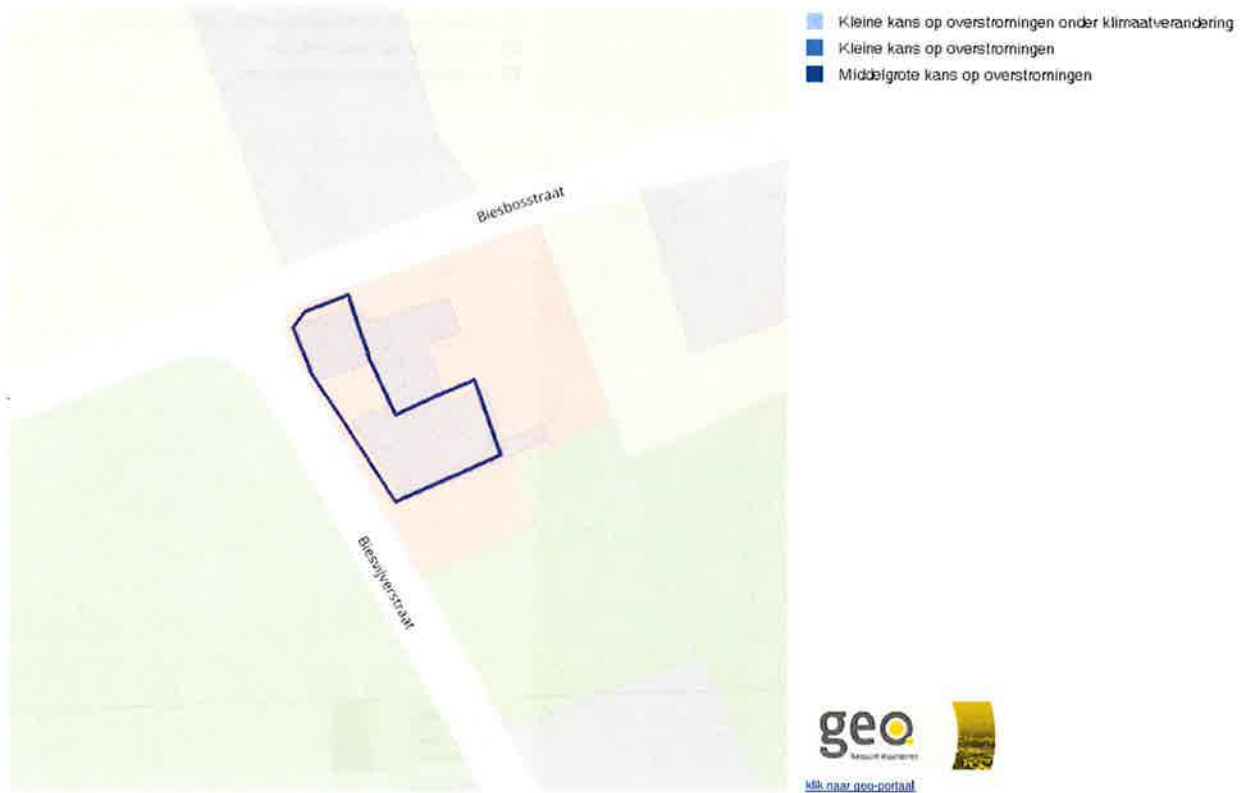 Kleine kans op overstromingen onder klimaatverandering
Kleine kans op overstromingen
Middelgrote kans op overstromingen
Biesbosstraat
Biesvijverstraat
geo
klik naar geo-portaal